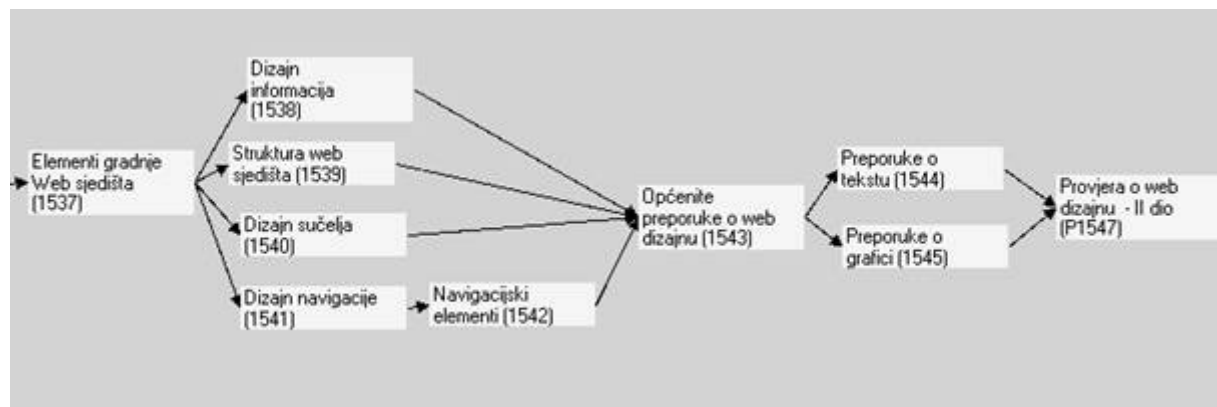 Elementi gradnje
Web sjedišta
(1537)
Dizajn
informacija
(1538)
Struktura web
sjedišta (1539)
Dizajn sučelja
(1540)
Dizajn navigacije
(1541)
Navigacijski
elementi (1542)
Općenite
preporuke o web
dizajnu (1543)
Preporuke o
tekstu (1544)
Preporuke o
grafici (1545)
Provjera o web
dizajnu - II dio
(P1547)